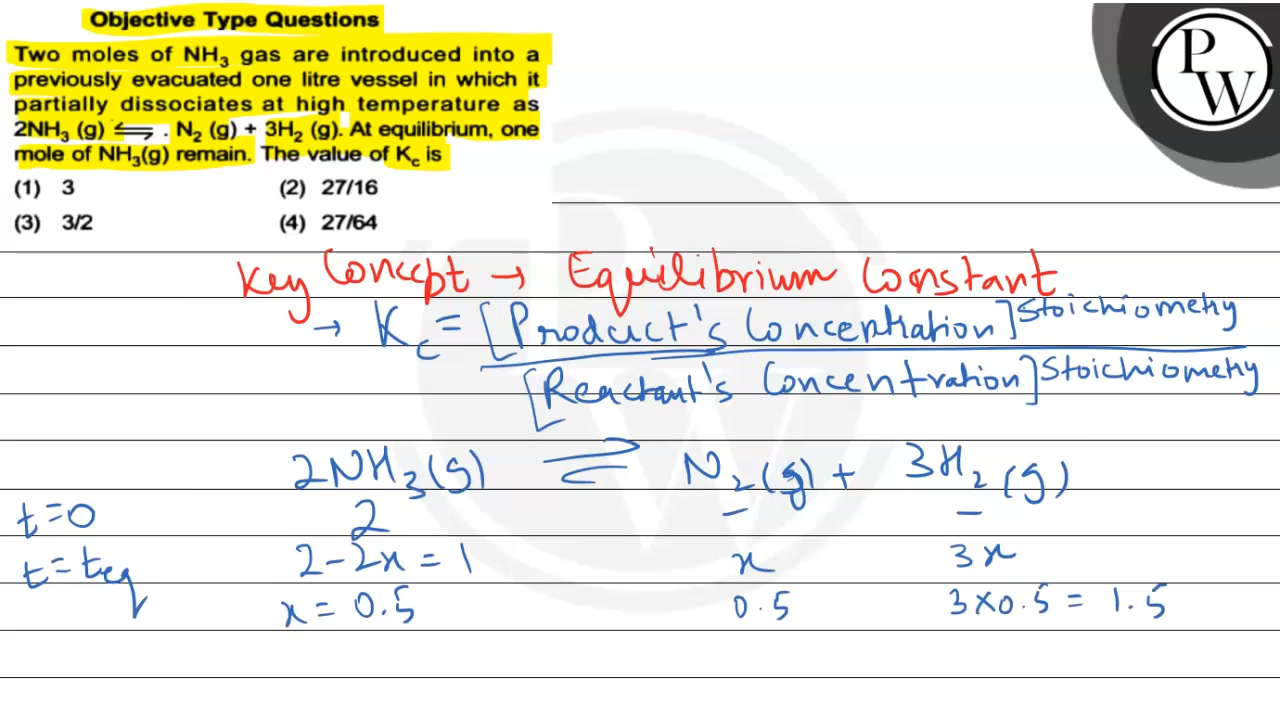 Objective Type Questions
Two moles of NH₃ gas are introduced into a
previously evacuated one litre vessel in which it
partially dissociates at high temperature as
2NH₃ (g) ⇌ . N₂ (g) + 3H₂ (g). At equilibrium, one
mole of NH₃(g) remain. The value of K꜀ is
(1) 3 (2) 27/16
(3) 3/2 (4) 27/64
PW
Key Concept → Equilibrium Constant
→ K꜀ = [Product's Concentration]^Stoichiometry
[Reactant's Concentration]^Stoichiometry
2NH₃(g) ⇌ N₂(g) + 3H₂(g)
t=0 2 – –
t=teq 2-2x=1 x 3x
x=0.5 0.5 3×0.5=1.5